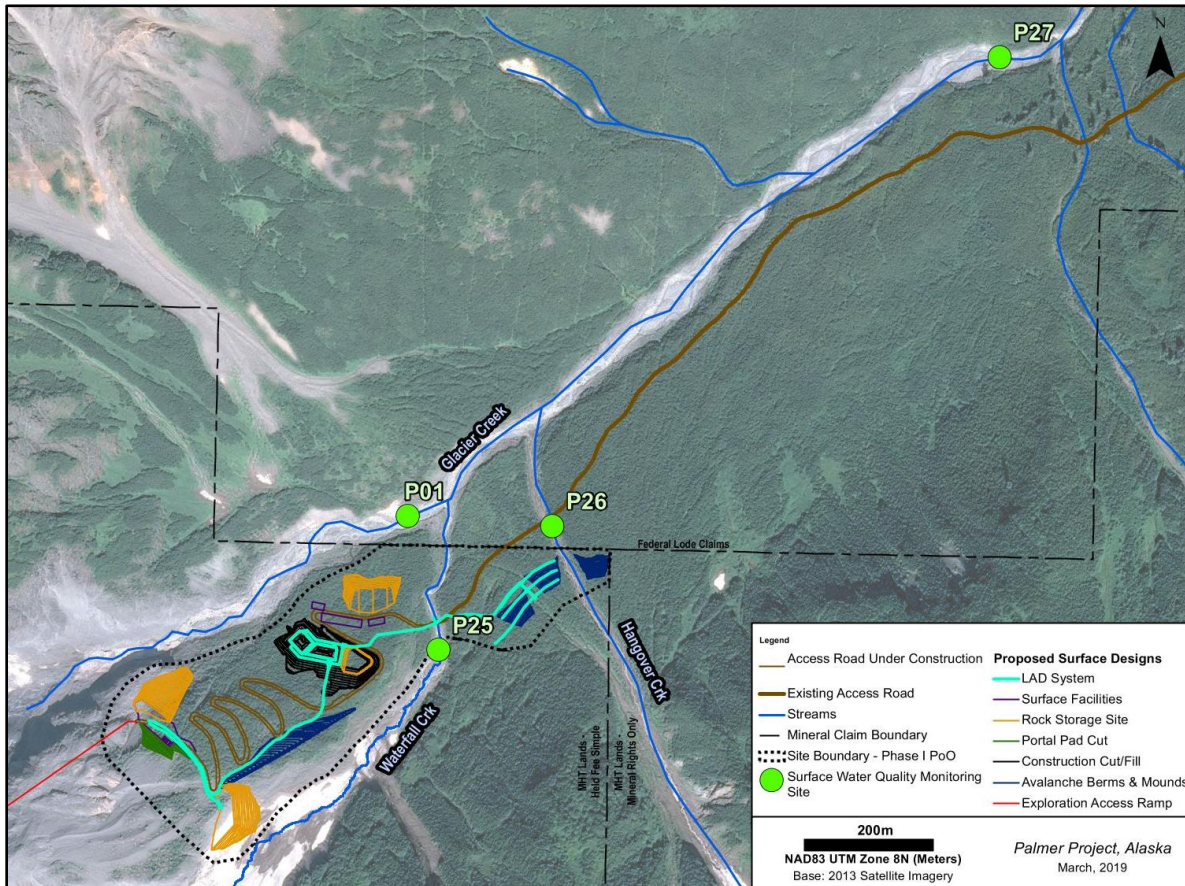 P27
N
Glacier Creek
P01
P26
Federal Lode Claims
P25
Hangover Crk
Waterfall Crk
MHT Lands -
Held Fee Simple
MHT Lands -
Mineral Rights Only
Legend
Access Road Under Construction
Existing Access Road
Streams
Mineral Claim Boundary
Site Boundary - Phase I PoO
Surface Water Quality Monitoring
Site
Proposed Surface Designs
LAD System
Surface Facilities
Rock Storage Site
Portal Pad Cut
Construction Cut/Fill
Avalanche Berms & Mounds
Exploration Access Ramp
200m
NAD83 UTM Zone 8N (Meters)
Base: 2013 Satellite Imagery
Palmer Project, Alaska
March, 2019